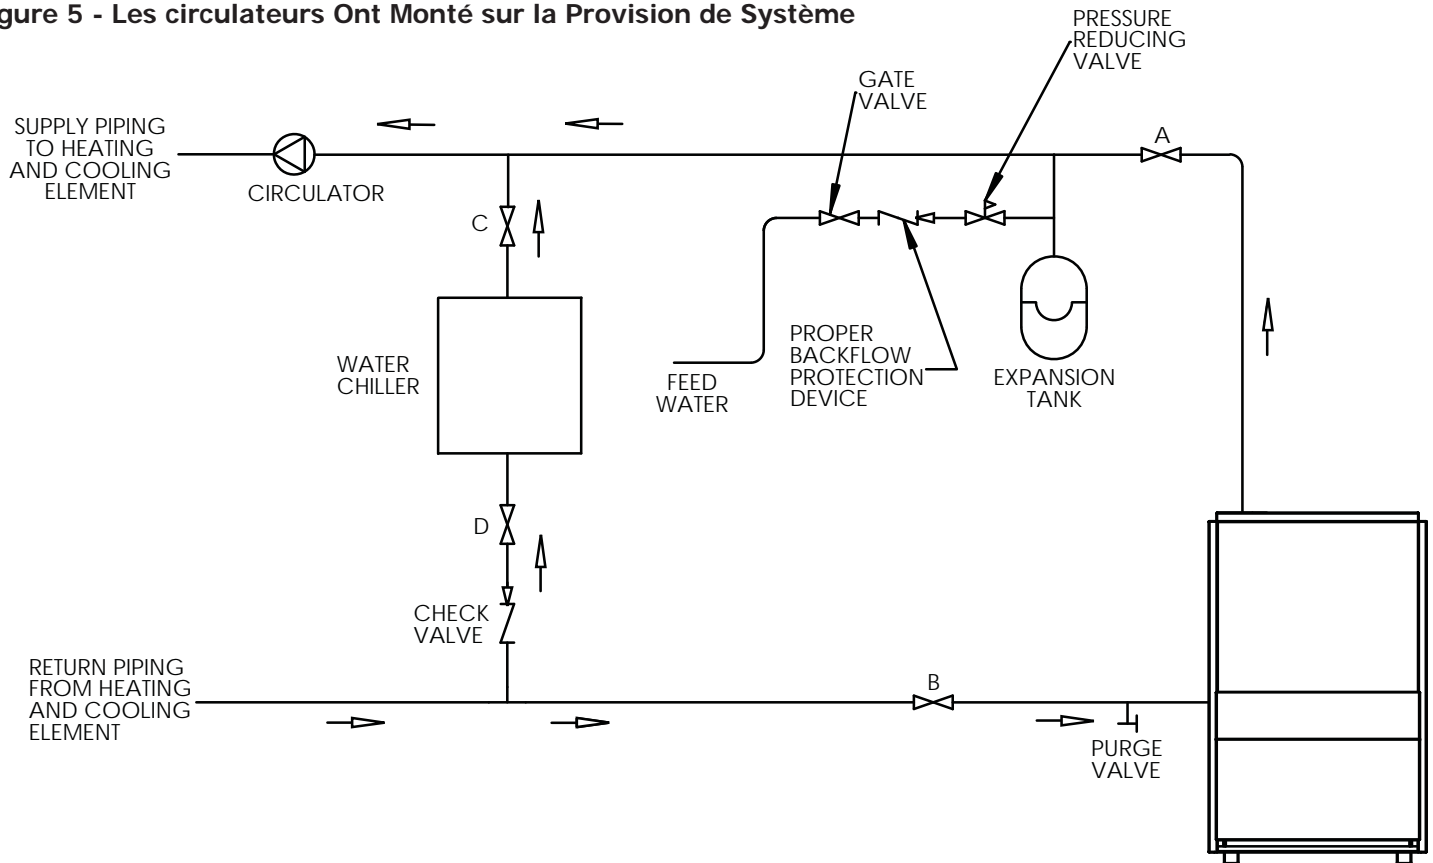 gure 5 - Les circulateurs Ont Monté sur la Provision de Système
PRESSURE
REDUCING
VALVE
GATE
VALVE
SUPPLY PIPING
TO HEATING
AND COOLING
ELEMENT
CIRCULATOR
A
C
WATER
CHILLER
FEED
WATER
PROPER
BACKFLOW
PROTECTION
DEVICE
EXPANSION
TANK
D
CHECK
VALVE
RETURN PIPING
FROM HEATING
AND COOLING
ELEMENT
B
PURGE
VALVE